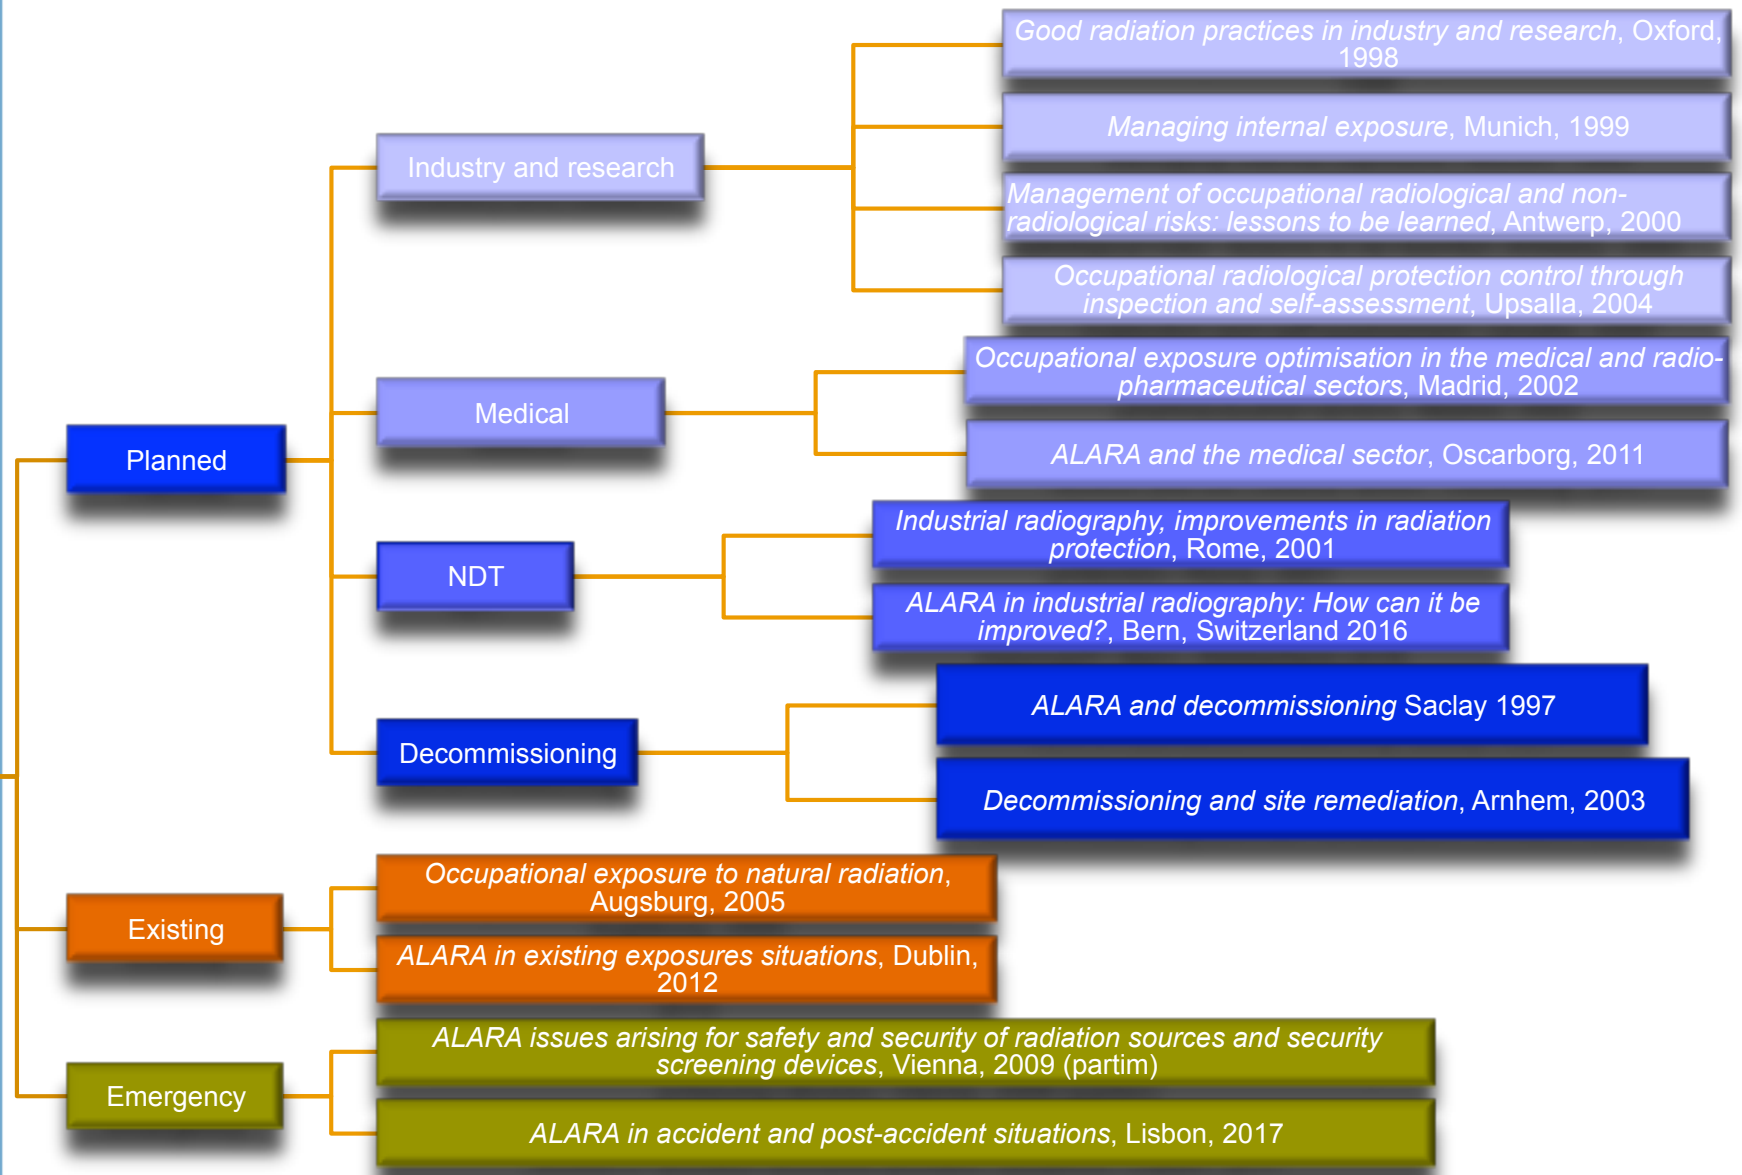 Planned
Industry and research
Good radiation practices in industry and research, Oxford,
1998
Managing internal exposure, Munich, 1999
Management of occupational radiological and non-
radiological risks: lessons to be learned, Antwerp, 2000
Occupational radiological protection control through
inspection and self-assessment, Upsalla, 2004
Medical
Occupational exposure optimisation in the medical and radio-
pharmaceutical sectors, Madrid, 2002
ALARA and the medical sector, Oscarborg, 2011
NDT
Industrial radiography, improvements in radiation
protection, Rome, 2001
ALARA in industrial radiography: How can it be
improved?, Bern, Switzerland 2016
Decommissioning
ALARA and decommissioning Saclay 1997
Decommissioning and site remediation, Arnhem, 2003
Existing
Occupational exposure to natural radiation,
Augsburg, 2005
ALARA in existing exposures situations, Dublin,
2012
Emergency
ALARA issues arising for safety and security of radiation sources and security
screening devices, Vienna, 2009 (partim)
ALARA in accident and post-accident situations, Lisbon, 2017